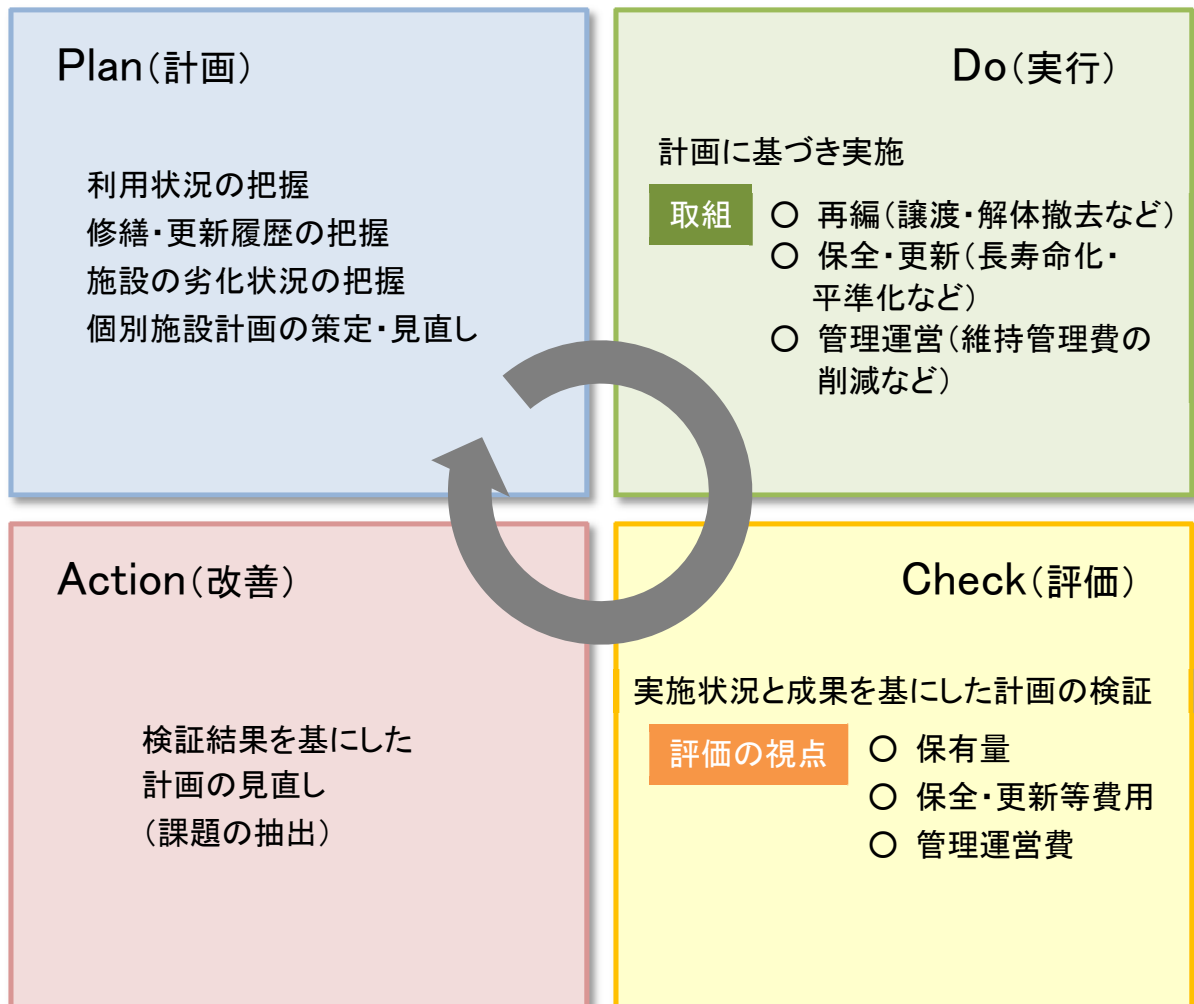 Plan（計画）
利用状況の把握
修繕・更新履歴の把握
施設の劣化状況の把握
個別施設計画の策定・見直し
Do（実行）
計画に基づき実施
取組
○ 再編（譲渡・解体撤去など）
○ 保全・更新（長寿命化・
平準化など）
○ 管理運営（維持管理費の
削減など）
Action（改善）
検証結果を基にした
計画の見直し
（課題の抽出）
Check（評価）
実施状況と成果を基にした計画の検証
評価の視点
○ 保有量
○ 保全・更新等費用
○ 管理運営費